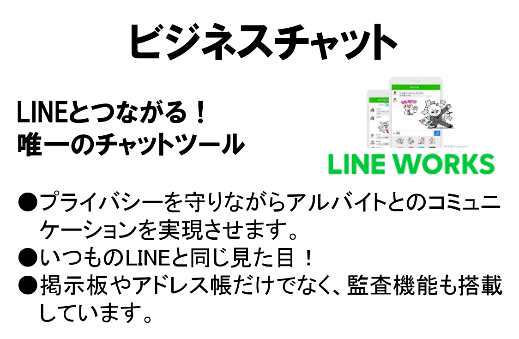 ビジネスチャット
LINEとつながる！
唯一のチャットツール
LINE WORKS
●プライバシーを守りながらアルバイトとのコミュニ
ケーションを実現させます。
●いつものLINEと同じ見た目！
●掲示板やアドレス帳だけでなく、監査機能も搭載
しています。